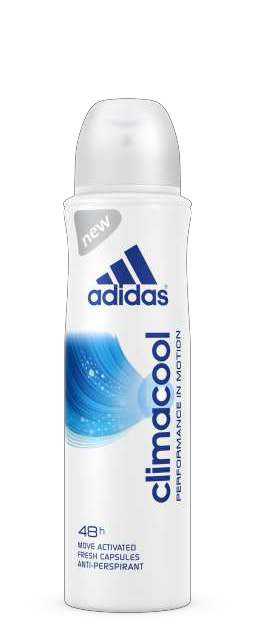 new
adidas
climacool
PERFORMANCE IN MOTION
48h
MOVE ACTIVATED
FRESH CAPSULES
ANTI-PERSPIRANT